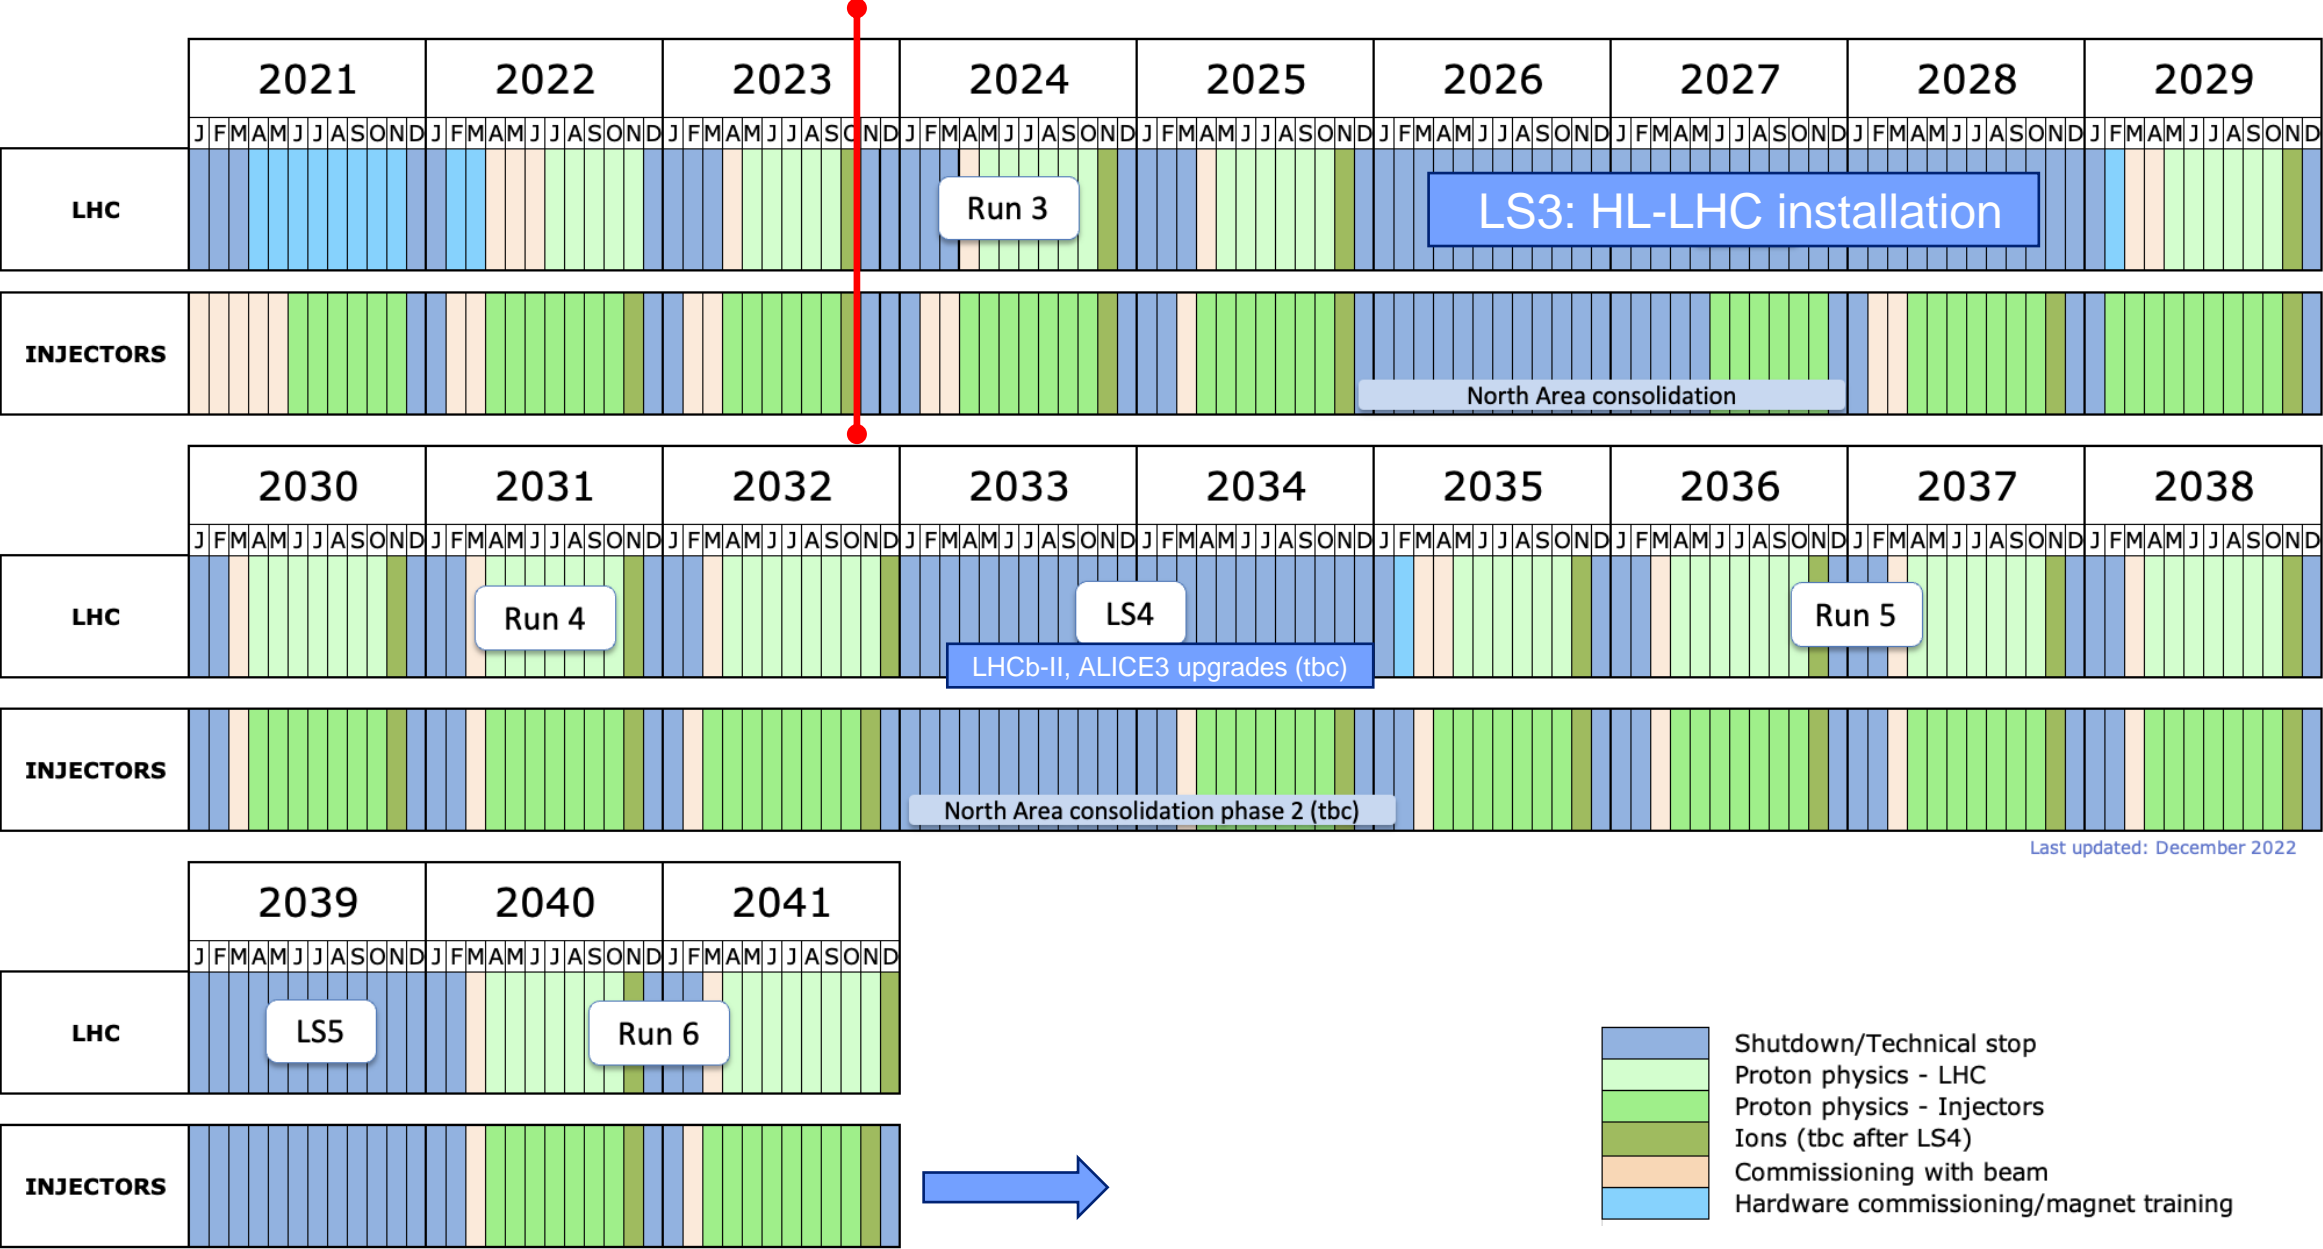 2021 2022 2023 2024 2025 2026 2027 2028 2029
J F M A M J J A S O N D J F M A M J J A S O N D J F M A M J J A S O N D J F M A M J J A S O N D J F M A M J J A S O N D J F M A M J J A S O N D J F M A M J J A S O N D J F M A M J J A S O N D J F M A M J J A S O N D
LHC
Run 3
LS3: HL-LHC installation
INJECTORS
North Area consolidation
2030 2031 2032 2033 2034 2035 2036 2037 2038
J F M A M J J A S O N D J F M A M J J A S O N D J F M A M J J A S O N D J F M A M J J A S O N D J F M A M J J A S O N D J F M A M J J A S O N D J F M A M J J A S O N D J F M A M J J A S O N D J F M A M J J A S O N D
LHC
Run 4
LS4
Run 5
LHCb-II, ALICE3 upgrades (tbc)
INJECTORS
North Area consolidation phase 2 (tbc)
Last updated: December 2022
2039 2040 2041
J F M A M J J A S O N D J F M A M J J A S O N D J F M A M J J A S O N D
LHC
LS5
Run 6
INJECTORS
Shutdown/Technical stop
Proton physics - LHC
Proton physics - Injectors
Ions (tbc after LS4)
Commissioning with beam
Hardware commissioning/magnet training